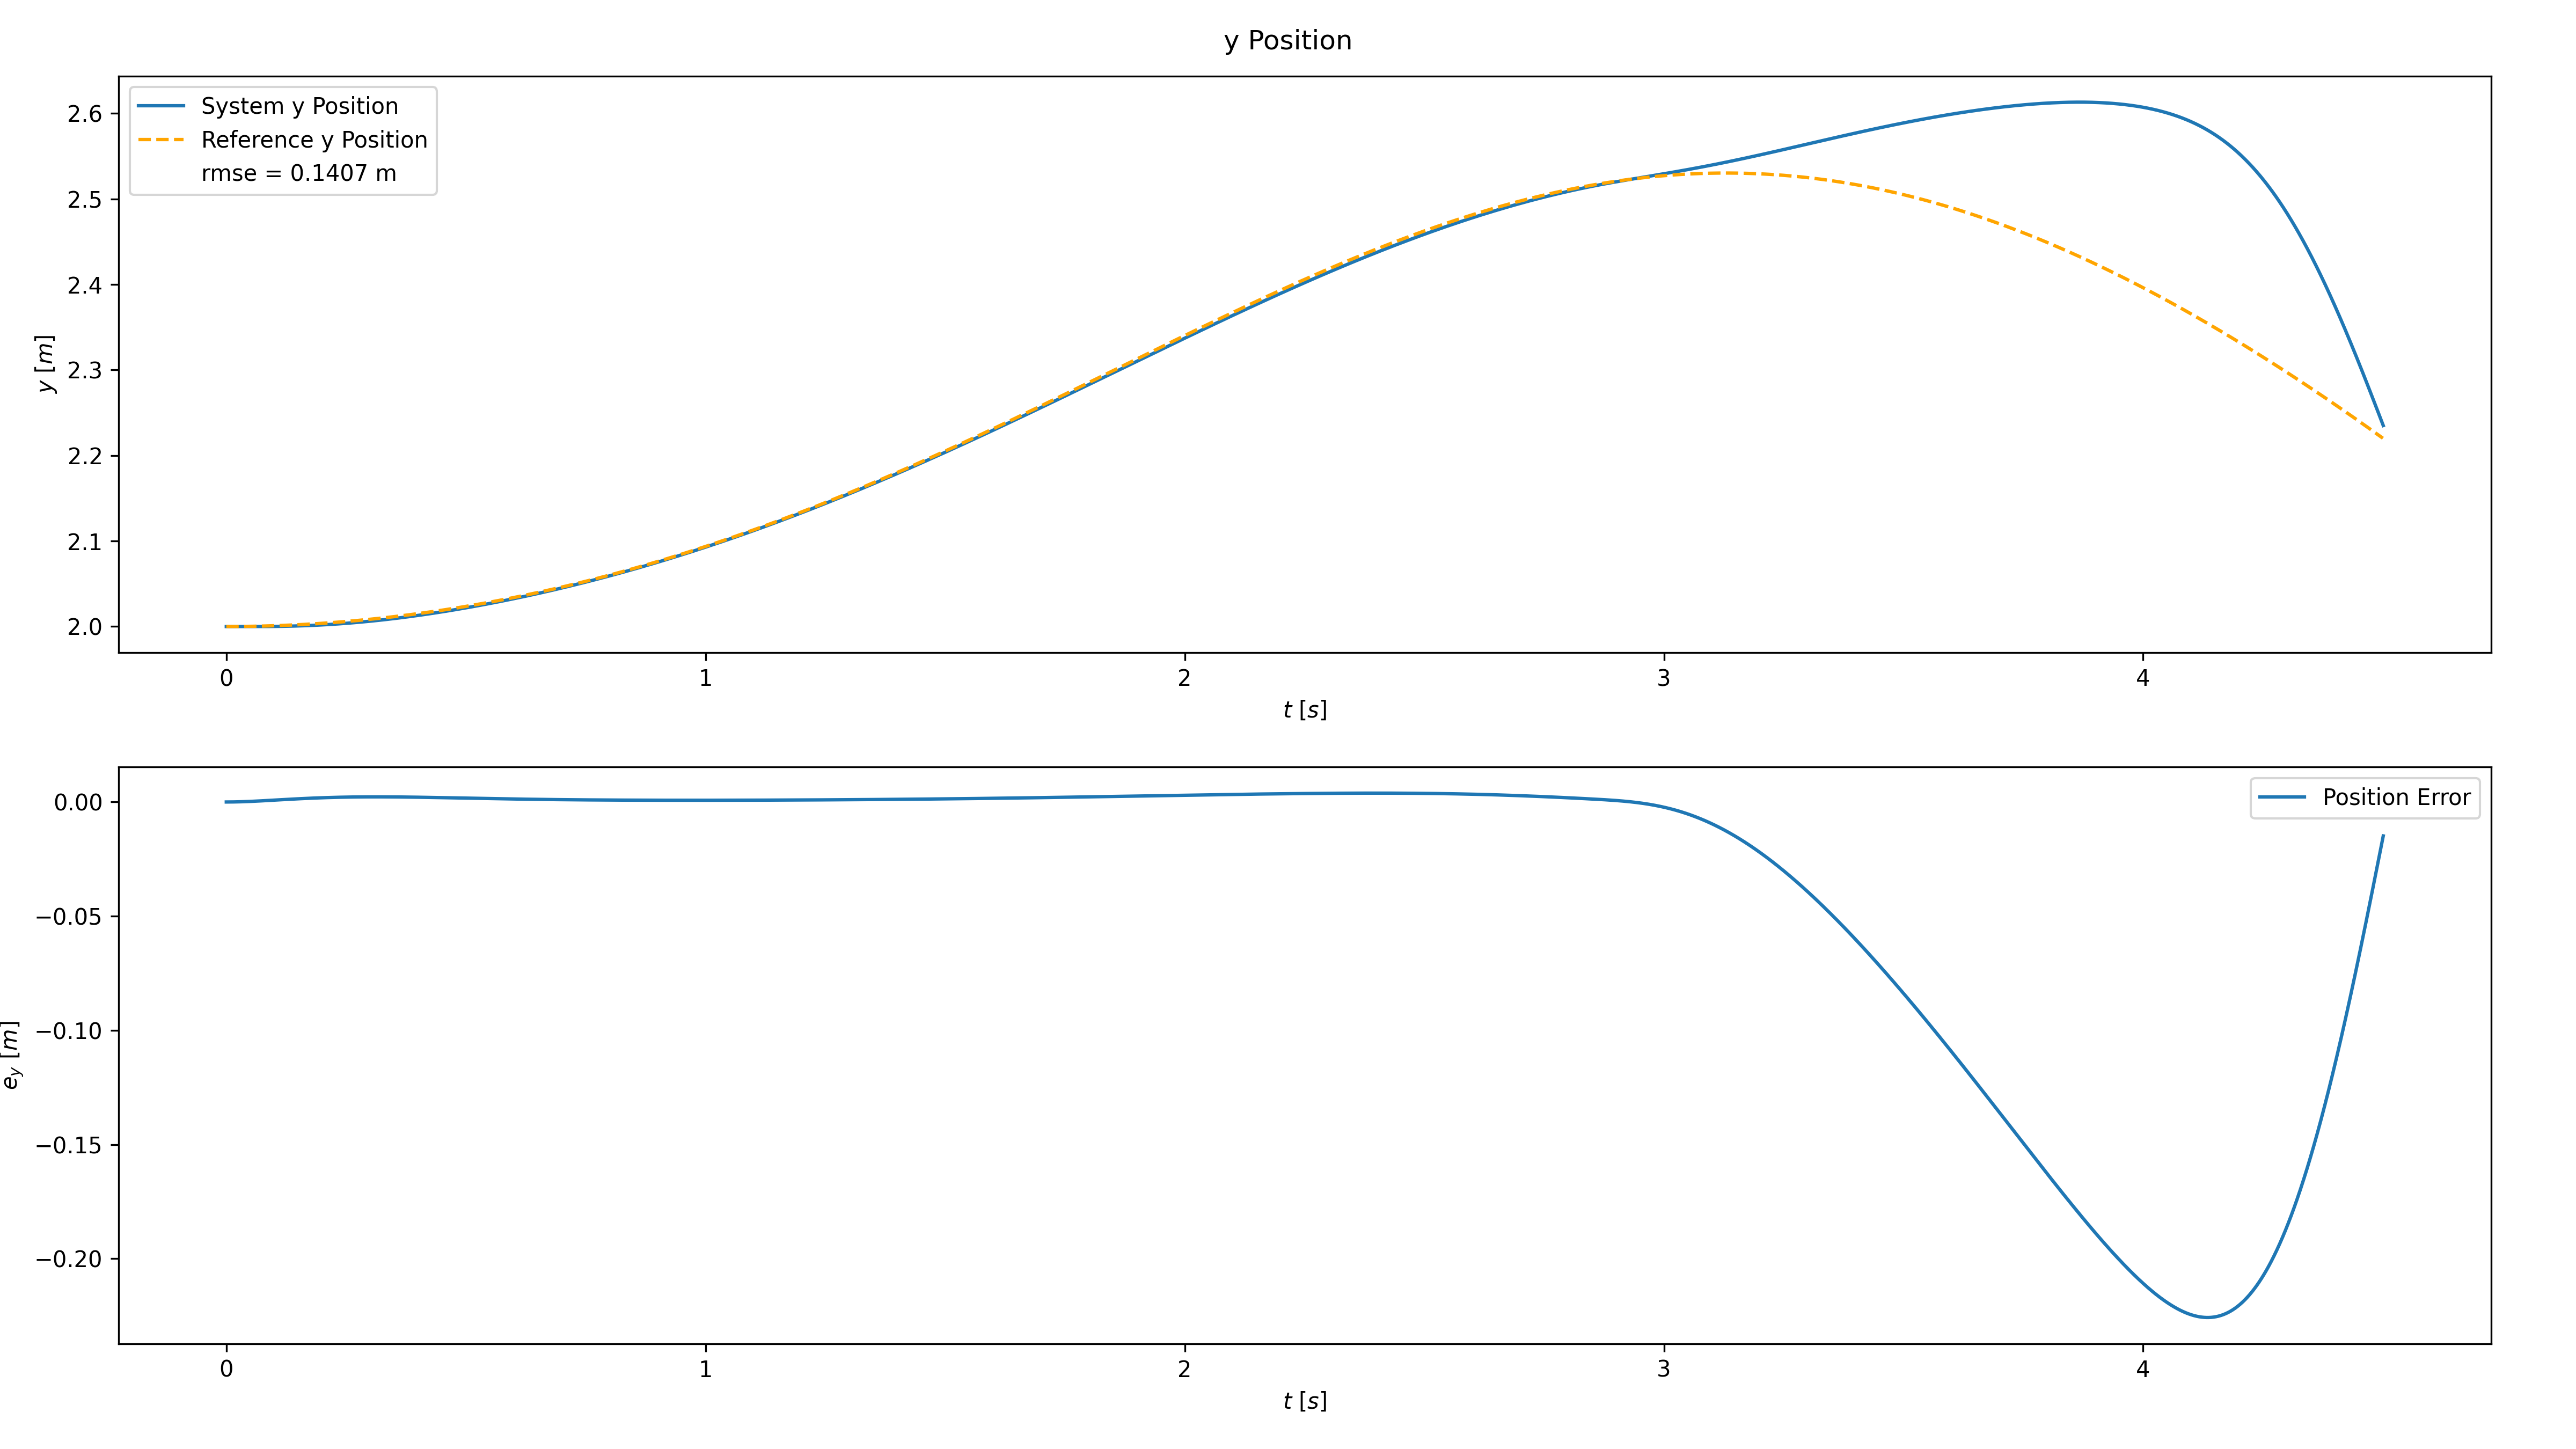 y Position
System y Position
Reference y Position
rmse = 0.1407 m
y [m]
2.6
2.5
2.4
2.3
2.2
2.1
2.0
0 1 2 3 4
t [s]
Position Error
e_y [m]
0.00
−0.05
−0.10
−0.15
−0.20
0 1 2 3 4
t [s]